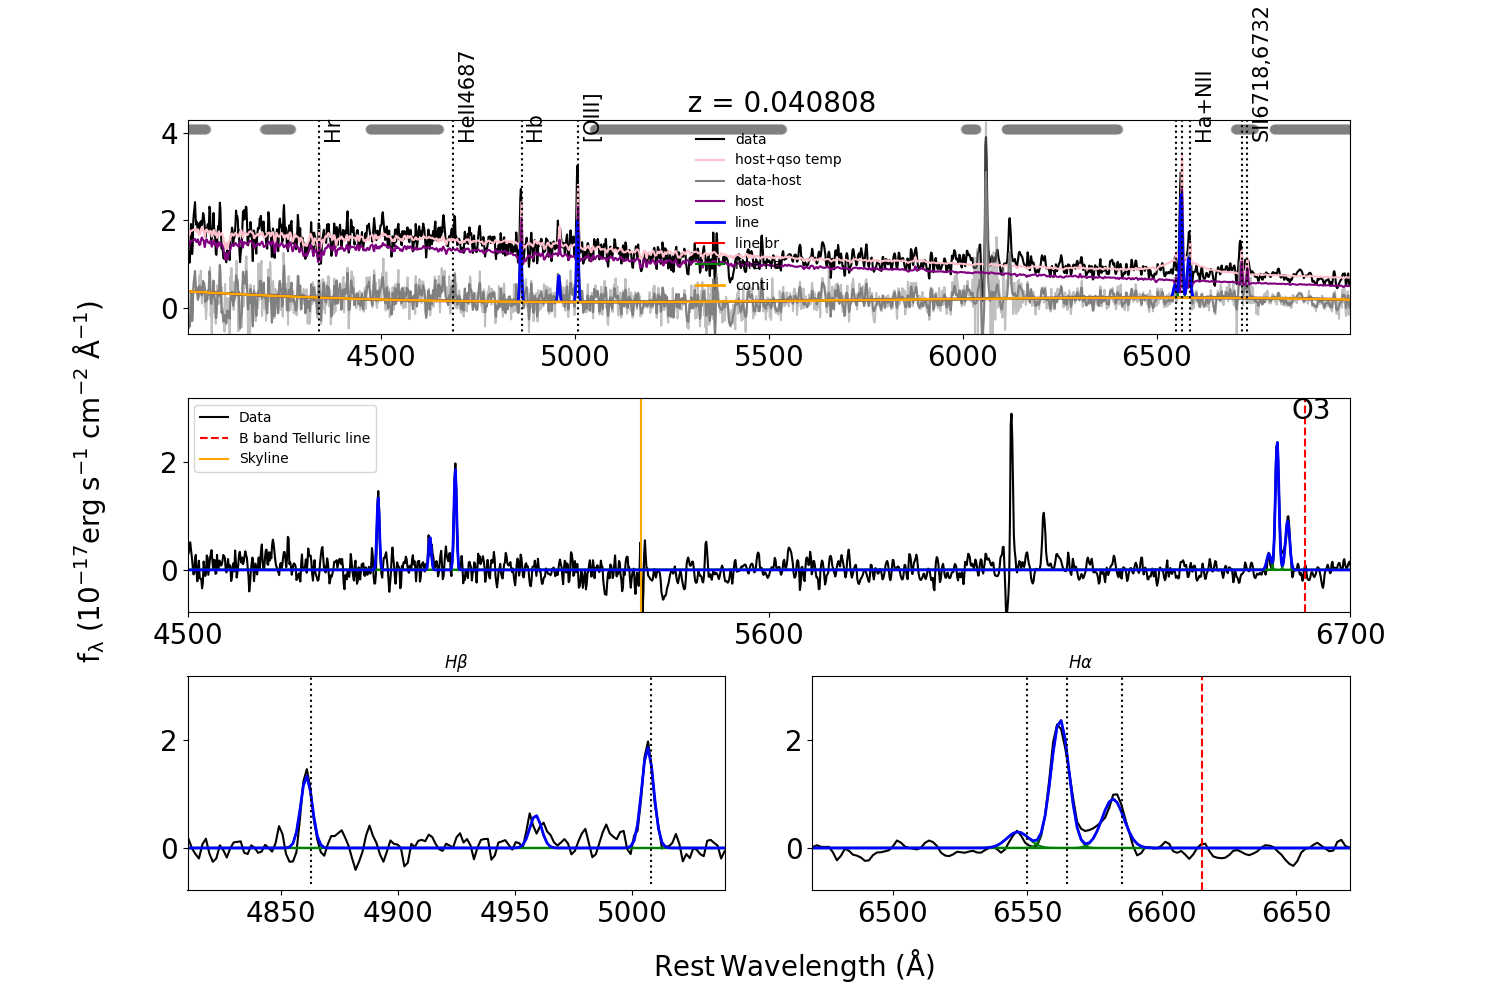 z = 0.040808
Hr
HeII4687
Hb
[OIII]
Ha+NII
SII6718,6732
data
host+qso temp
data-host
host
line
line br
conti
4
2
0
4500
5000
5500
6000
6500
Data
B band Telluric line
Skyline
O3
2
0
4500
5600
6700
fλ (10⁻¹⁷erg s⁻¹ cm⁻² Å⁻¹)
Hβ
2
0
4850
4900
4950
5000
Hα
2
0
6500
6550
6600
6650
Rest Wavelength (Å)